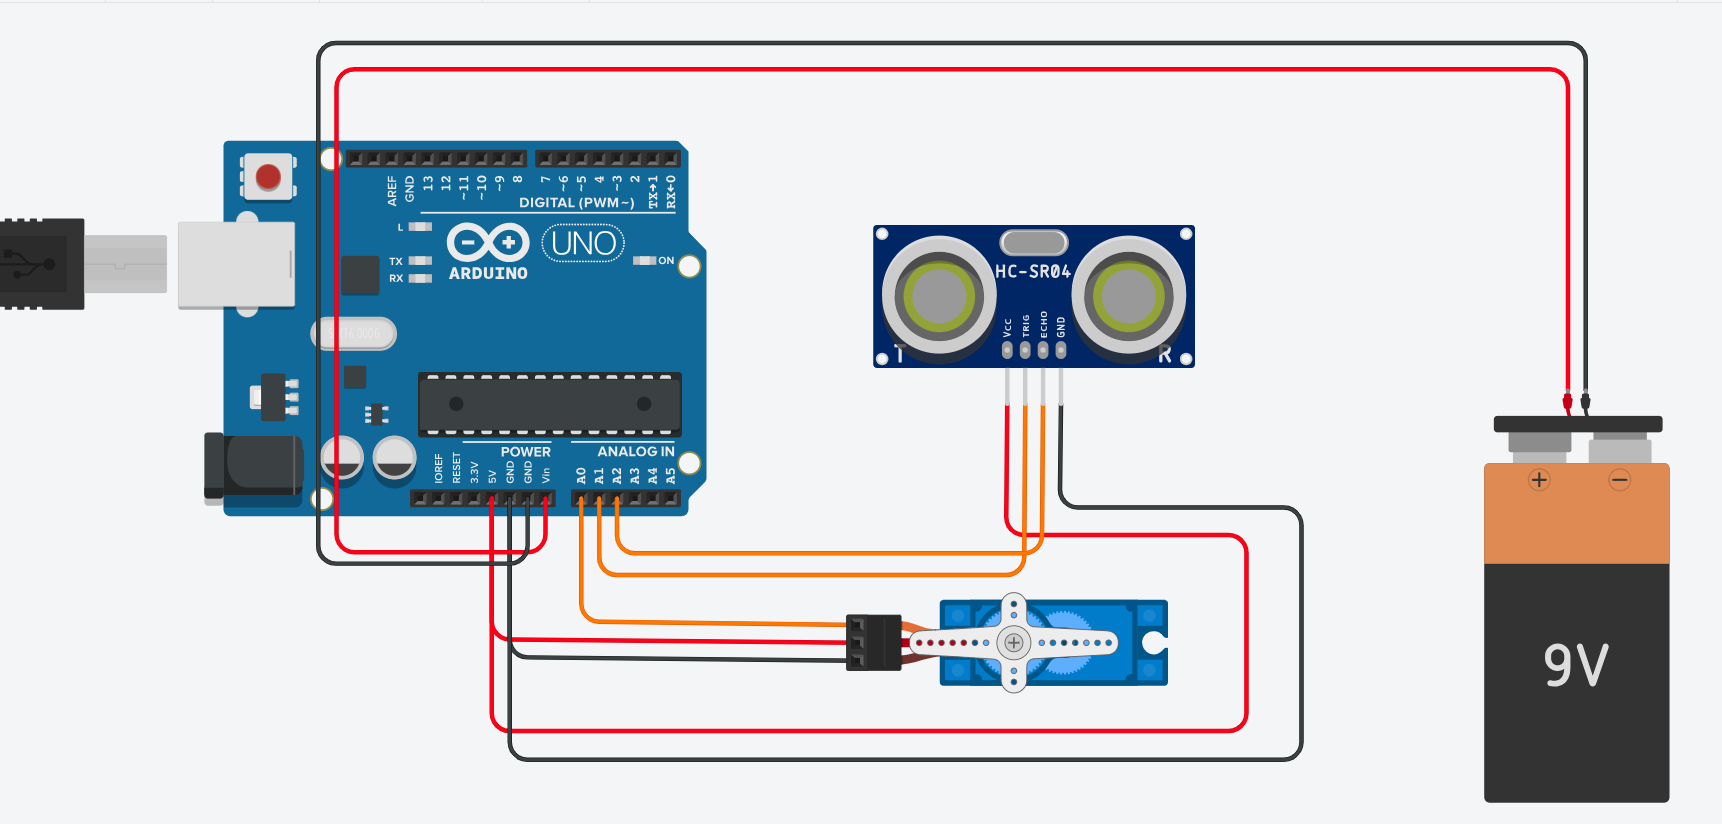 AREF
GND
13
12
~11
~10
~9
8
7
~6
~5
4
~3
2
TX→1
RX←0
DIGITAL (PWM~)
L
TX
RX
ARDUINO
UNO
ON
HC-SR04
VCC
TRIG
ECHO
GND
T
R
POWER
ANALOG IN
IOREF
RESET
3.3V
5V
GND
GND
Vin
A0
A1
A2
A3
A4
A5
+
−
9V